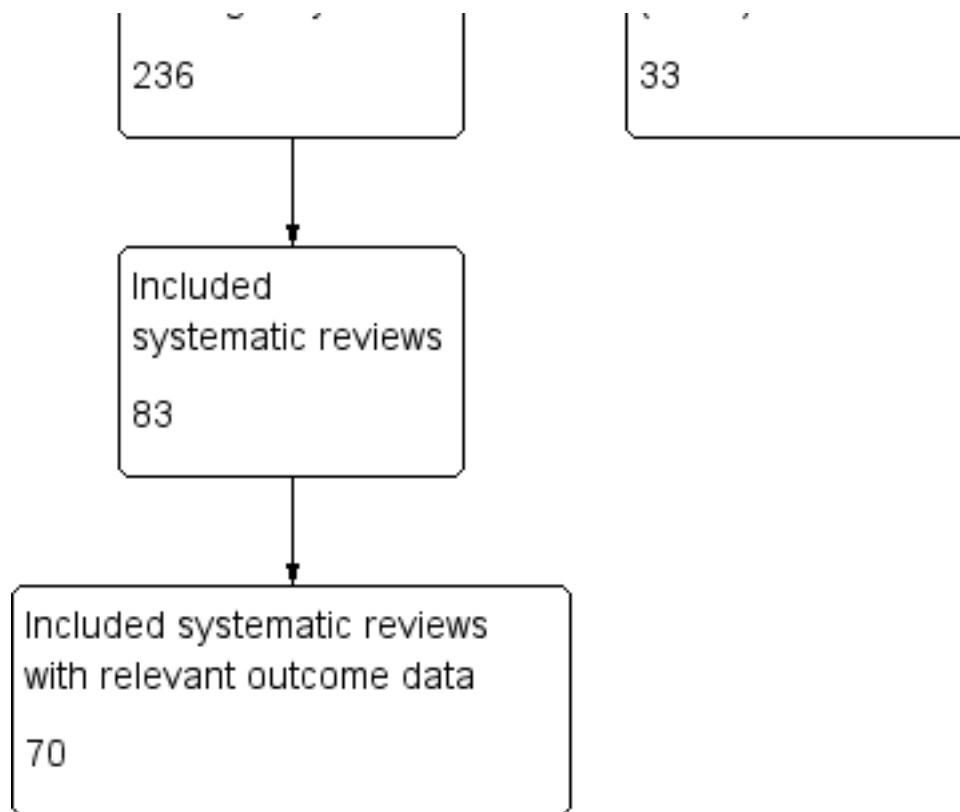 236
33
Included
systematic reviews
83
Included systematic reviews
with relevant outcome data
70